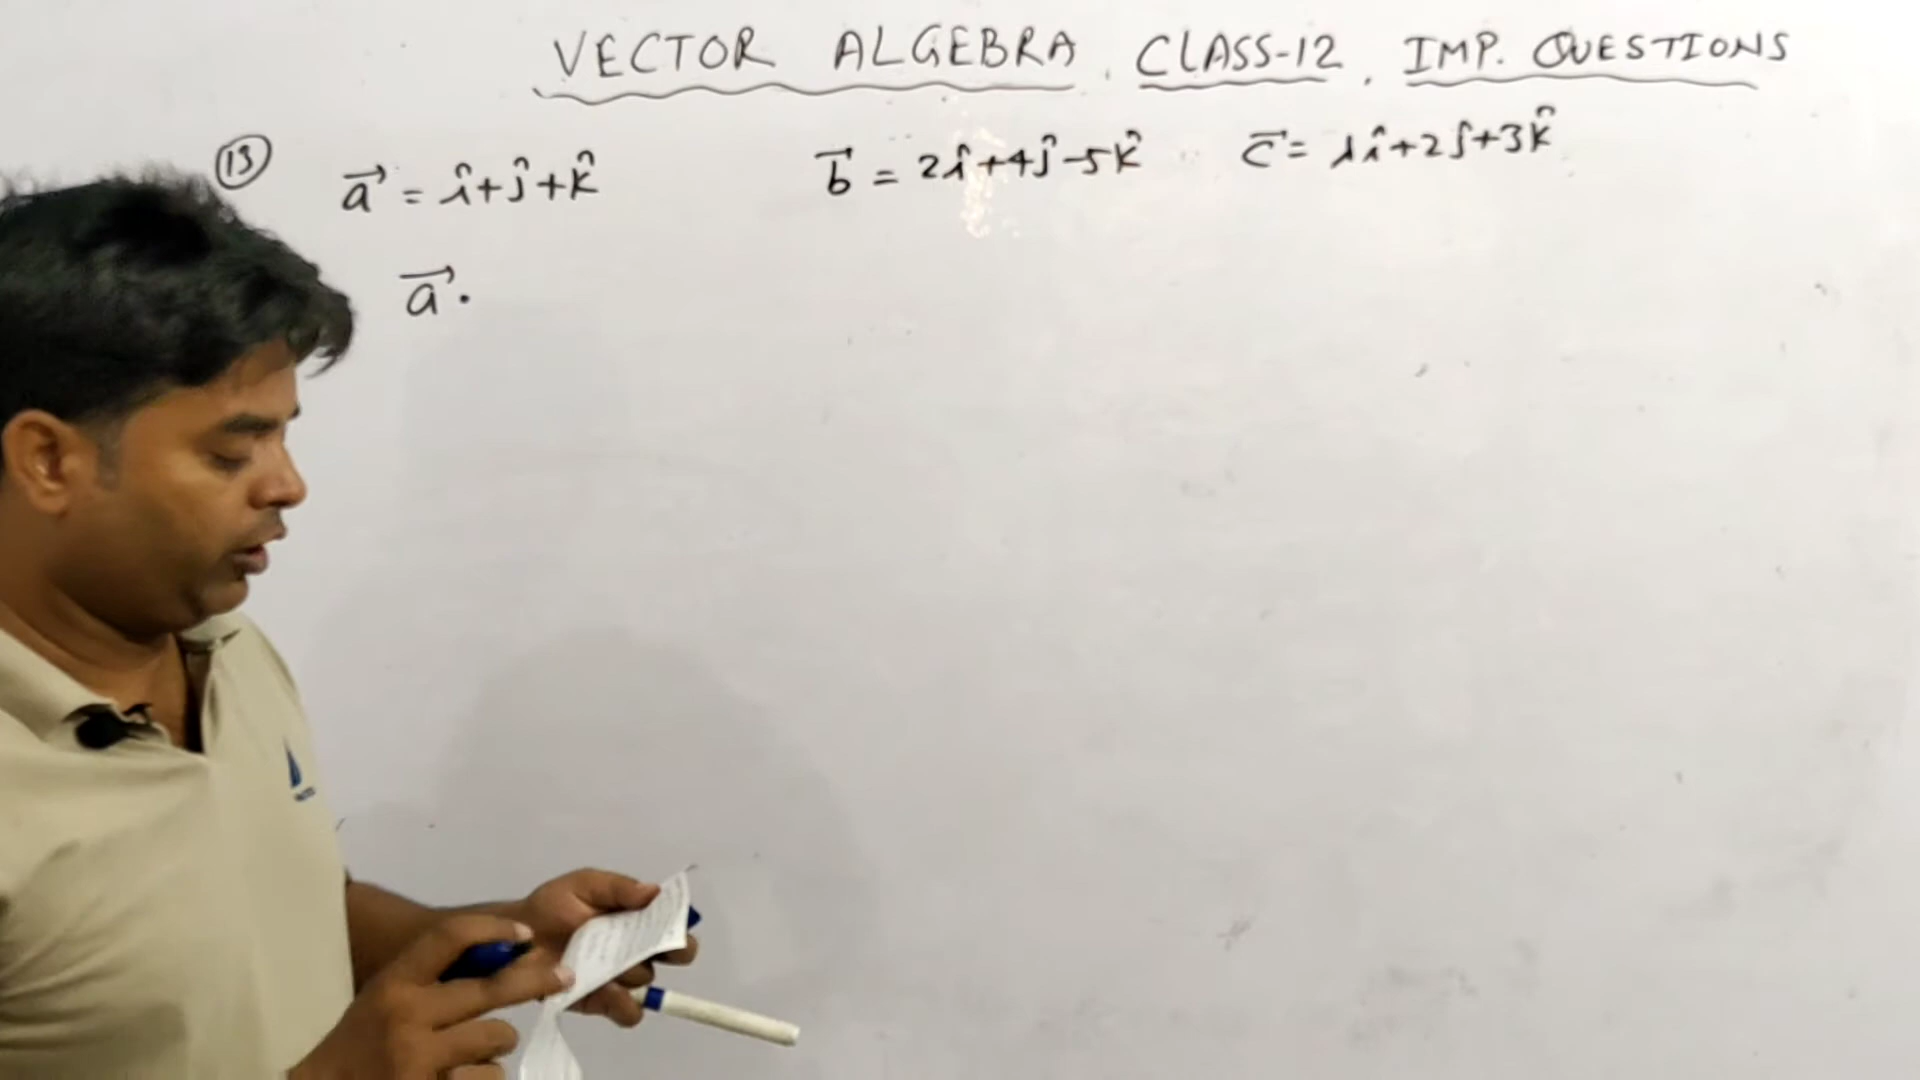 VECTOR ALGEBRA, CLASS-12, IMP. QUESTIONS
(13) a⃗ = î+ĵ+k̂ b⃗ = 2î+4ĵ-5k̂ c⃗ = λî+2ĵ+3k̂
a⃗.